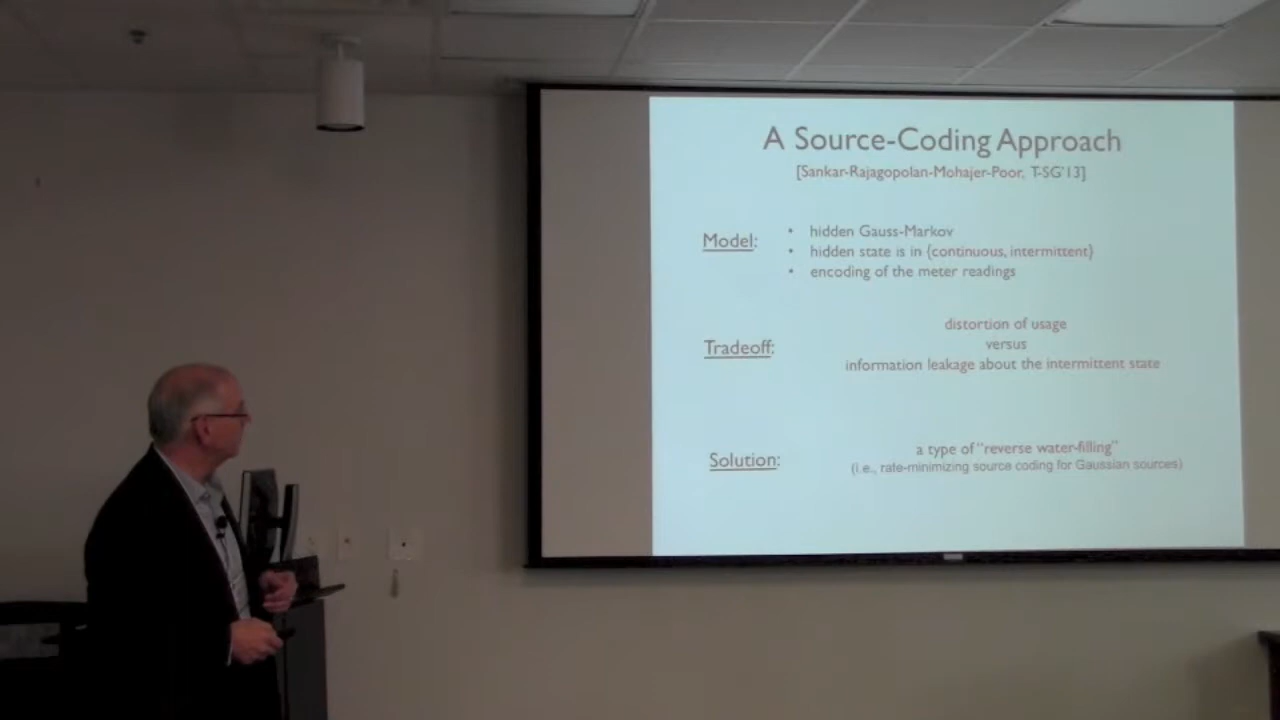 A Source-Coding Approach
[Sankar-Rajagopolan-Mohajer-Poor, T-SG'13]
Model:
• hidden Gauss-Markov
• hidden state is in {continuous, intermittent}
• encoding of the meter readings
Tradeoff:
distortion of usage
versus
information leakage about the intermittent state
Solution:
a type of "reverse water-filling"
(i.e., rate-minimizing source coding for Gaussian sources)